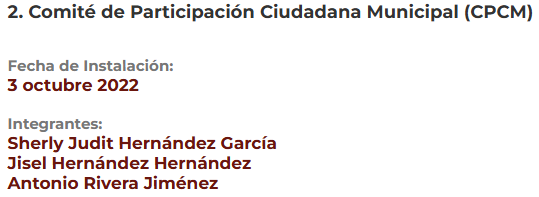 2. Comité de Participación Ciudadana Municipal (CPCM)
Fecha de Instalación:
3 octubre 2022
Integrantes:
Sherly Judit Hernández García
Jisel Hernández Hernández
Antonio Rivera Jiménez